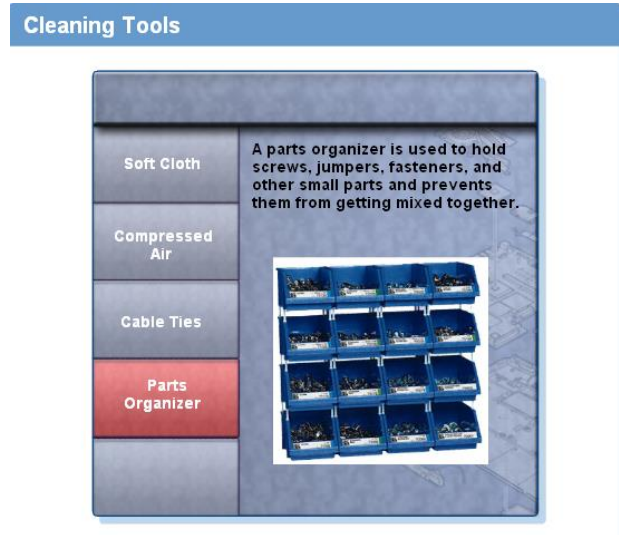 Cleaning Tools
Soft Cloth
Compressed
Air
Cable Ties
Parts
Organizer
A parts organizer is used to hold
screws, jumpers, fasteners, and
other small parts and prevents
them from getting mixed together.